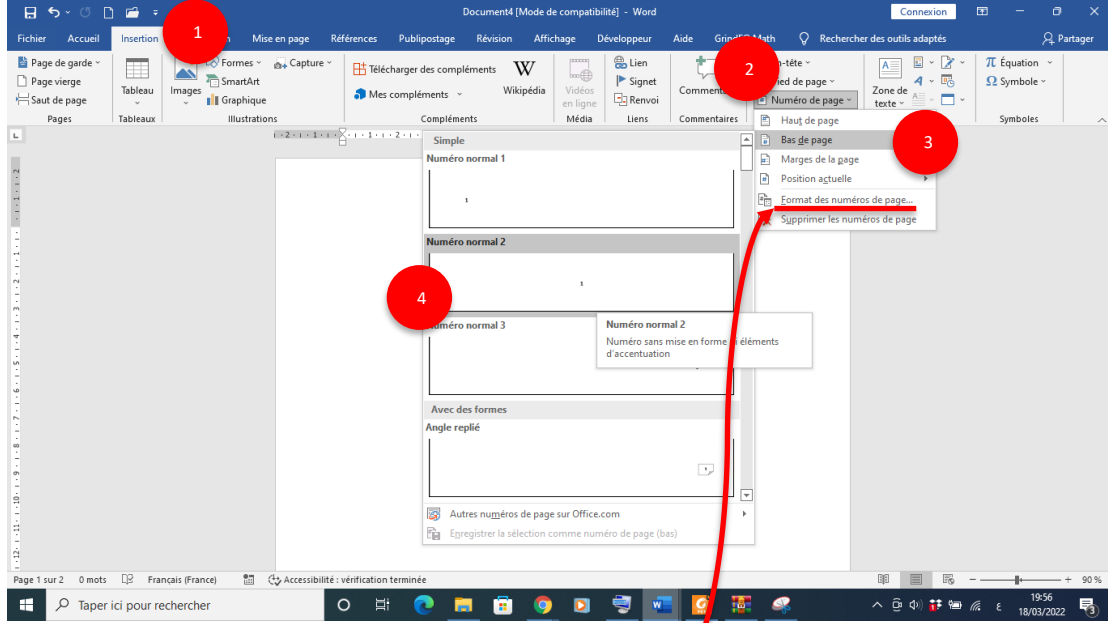 Document4 [Mode de compatibilité] - Word
Connexion
Fichier Accueil Insertion Mise en page Références Publipostage Révision Affichage Développeur Aide Math Rechercher des outils adaptés Partager
1
Page de garde
Page vierge
Saut de page
Pages
Tableau
Tableaux
Images
Formes
SmartArt
Graphique
Capture
Illustrations
Télécharger des compléments
Mes compléments
W
Wikipédia
Compléments
Vidéos
en ligne
Média
Lien
Signet
Renvoi
Liens
Commentaires
2
Numéro de page
Zone de
texte
A
π Équation
Ω Symbole
Symboles
Haut de page
Bas de page
3
Marges de la page
Position actuelle
Format des numéros de page...
Supprimer les numéros de page
Simple
Numéro normal 1
1
Numéro normal 2
1
4
Numéro normal 3
Numéro normal 2
Numéro sans mise en forme ni éléments
d'accentuation
Avec des formes
Angle replié
1
Autres numéros de page sur Office.com
Enregistrer la sélection comme numéro de page (bas)
Page 1 sur 2 0 mots Français (France) Accessibilité : vérification terminée 90 %
Taper ici pour rechercher
19:56
18/03/2022
3